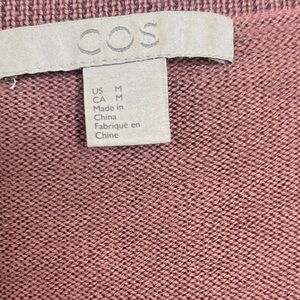 COS
US M
CA M
Made in
China
Fabriqué en
Chine